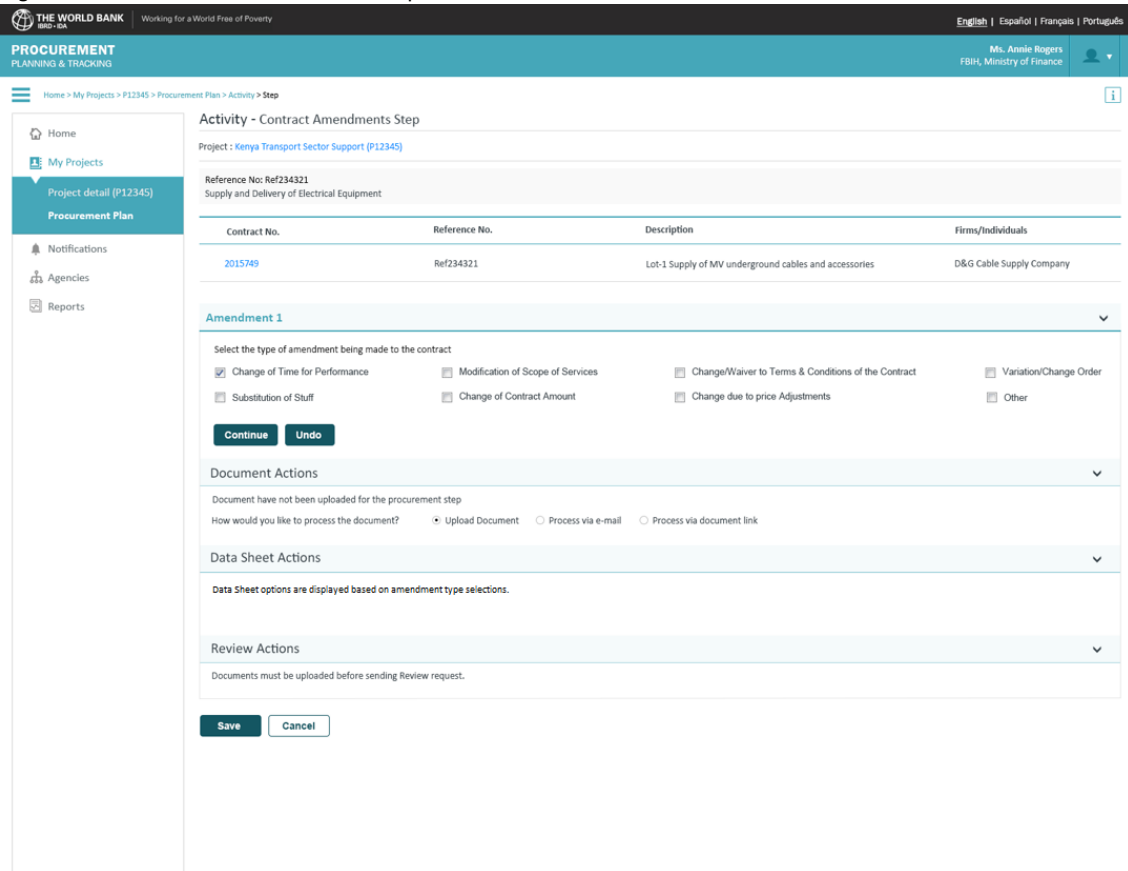 THE WORLD BANK
IBRD • IDA
Working for a World Free of Poverty
English | Español | Français | Português
PROCUREMENT
PLANNING & TRACKING
Ms. Annie Rogers
FBIH, Ministry of Finance
Home > My Projects > P12345 > Procurement Plan > Activity > Step
i
Home
My Projects
Project detail (P12345)
Procurement Plan
Notifications
Agencies
Reports
Activity - Contract Amendments Step
Project : Kenya Transport Sector Support (P12345)
Reference No: Ref234321
Supply and Delivery of Electrical Equipment
Contract No. Reference No. Description Firms/Individuals
2015749 Ref234321 Lot-1 Supply of MV underground cables and accessories D&G Cable Supply Company
Amendment 1
Select the type of amendment being made to the contract
Change of Time for Performance Modification of Scope of Services Change/Waiver to Terms & Conditions of the Contract Variation/Change Order
Substitution of Stuff Change of Contract Amount Change due to price Adjustments Other
Continue Undo
Document Actions
Document have not been uploaded for the procurement step
How would you like to process the document? Upload Document Process via e-mail Process via document link
Data Sheet Actions
Data Sheet options are displayed based on amendment type selections.
Review Actions
Documents must be uploaded before sending Review request.
Save Cancel